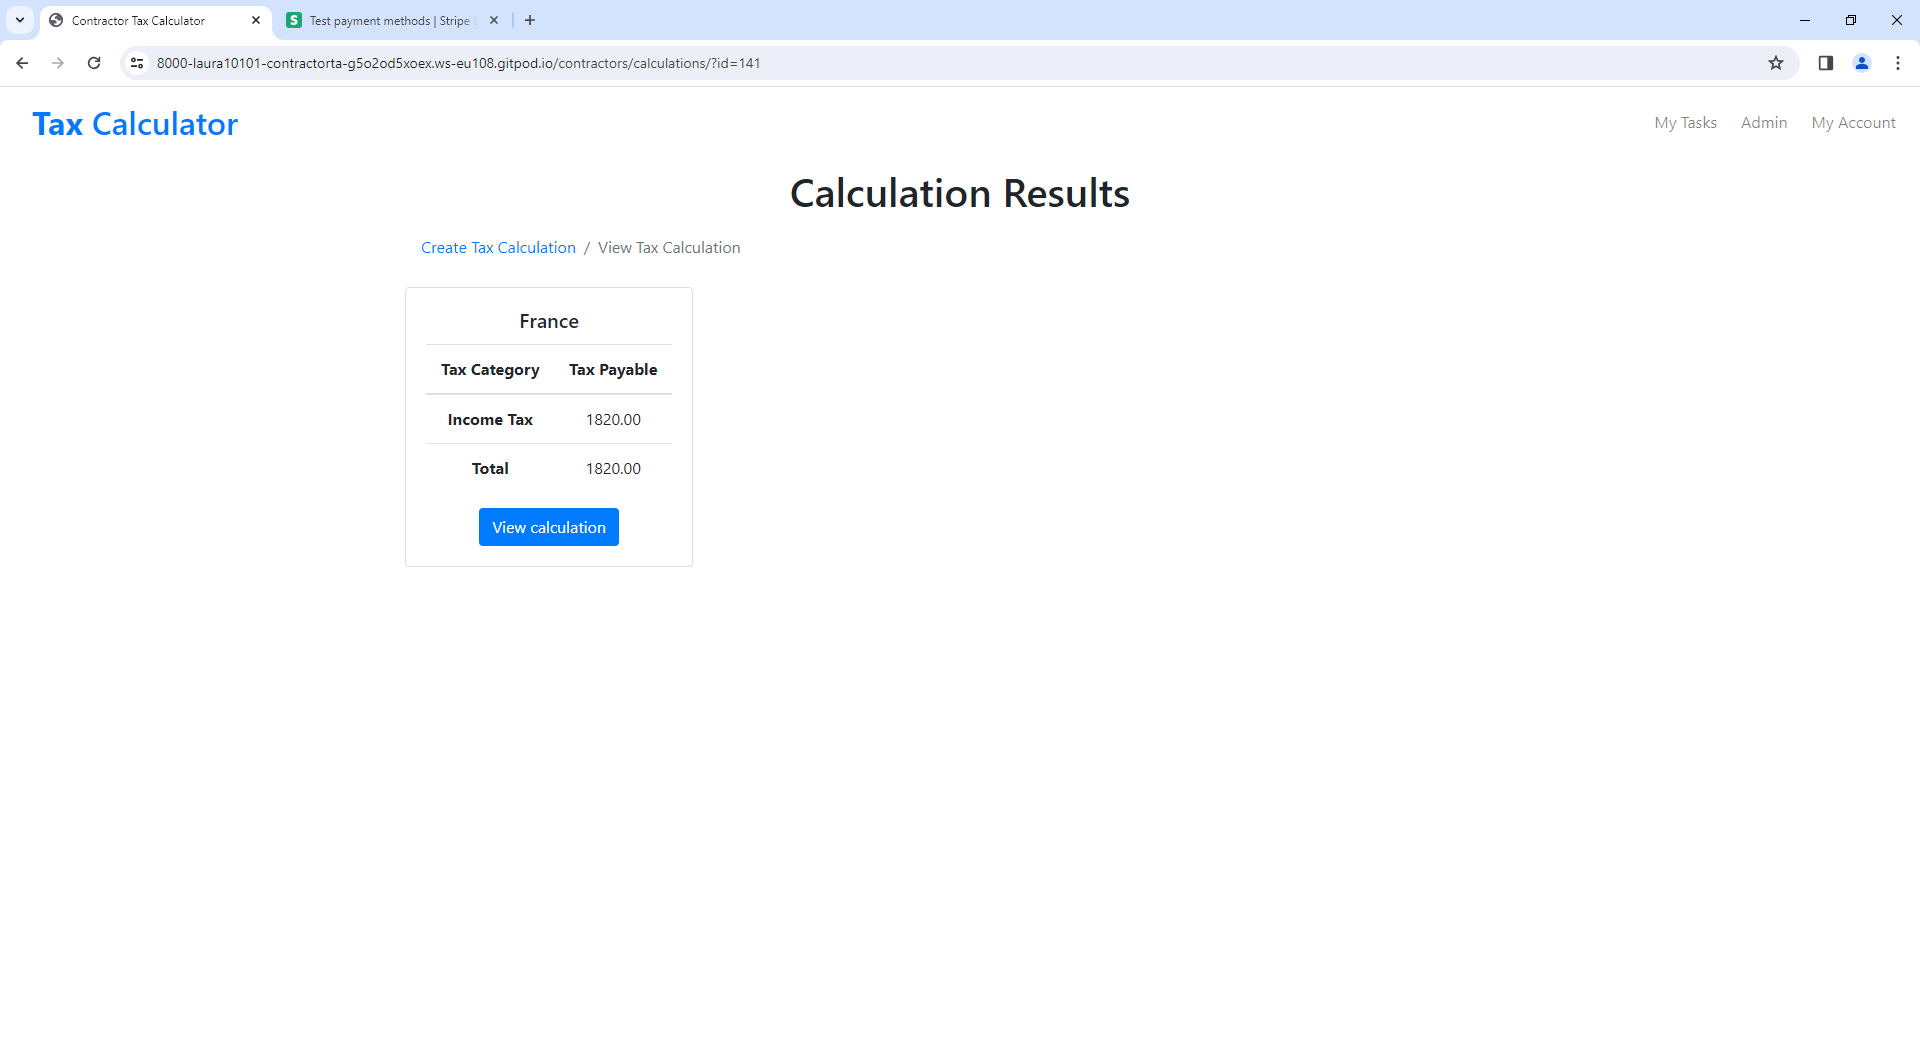 Contractor Tax Calculator
Test payment methods | Stripe
8000-laura10101-contractorta-g5o2od5xoex.ws-eu108.gitpod.io/contractors/calculations/?id=141
Tax Calculator
My Tasks Admin My Account
Calculation Results
Create Tax Calculation / View Tax Calculation
France
Tax Category Tax Payable
Income Tax 1820.00
Total 1820.00
View calculation